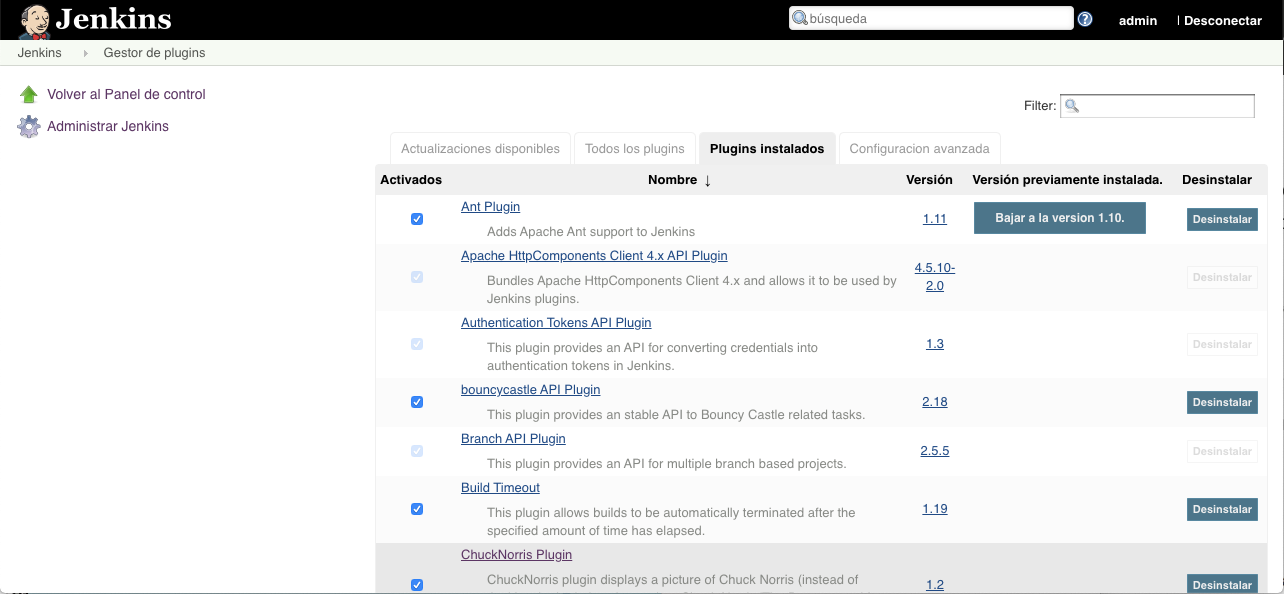 Jenkins
búsqueda
admin
Desconectar
Jenkins
Gestor de plugins
Volver al Panel de control
Administrar Jenkins
Filter:
Actualizaciones disponibles
Todos los plugins
Plugins instalados
Configuracion avanzada
Activados
Nombre ↓
Versión
Versión previamente instalada.
Desinstalar
Ant Plugin
Adds Apache Ant support to Jenkins
1.11
Bajar a la version 1.10.
Desinstalar
Apache HttpComponents Client 4.x API Plugin
Bundles Apache HttpComponents Client 4.x and allows it to be used by
Jenkins plugins.
4.5.10-
2.0
Desinstalar
Authentication Tokens API Plugin
This plugin provides an API for converting credentials into
authentication tokens in Jenkins.
1.3
Desinstalar
bouncycastle API Plugin
This plugin provides an stable API to Bouncy Castle related tasks.
2.18
Desinstalar
Branch API Plugin
This plugin provides an API for multiple branch based projects.
2.5.5
Desinstalar
Build Timeout
This plugin allows builds to be automatically terminated after the
specified amount of time has elapsed.
1.19
Desinstalar
ChuckNorris Plugin
ChuckNorris plugin displays a picture of Chuck Norris (instead of
1.2
Desinstalar